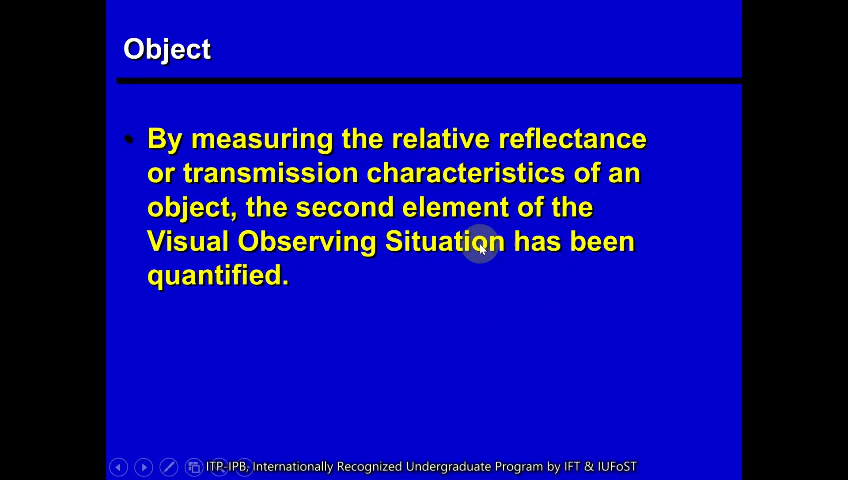 Object
• By measuring the relative reflectance
or transmission characteristics of an
object, the second element of the
Visual Observing Situation has been
quantified.
ITP-IPB, Internationally Recognized Undergraduate Program by IFT & IUFoST